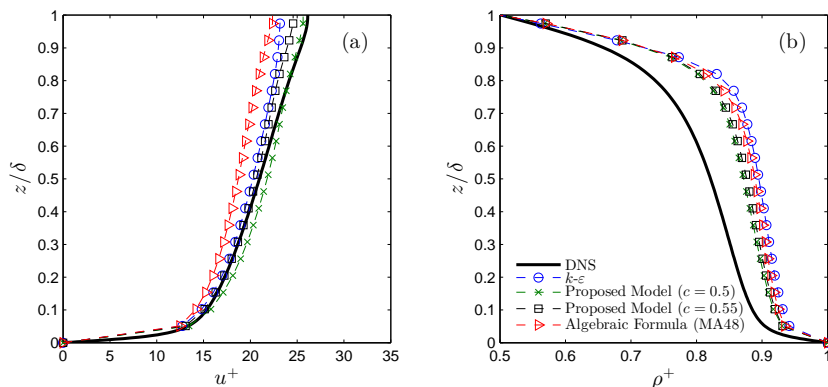 1
0.9
0.8
0.7
0.6
0.5
0.4
0.3
0.2
0.1
0
z/δ
(a)
0 5 10 15 20 25 30 35
u⁺
1
0.9
0.8
0.7
0.6
0.5
0.4
0.3
0.2
0.1
0
z/δ
(b)
DNS
k-ε
Proposed Model (c = 0.5)
Proposed Model (c = 0.55)
Algebraic Formula (MA48)
0.5 0.6 0.7 0.8 0.9 1
ρ⁺